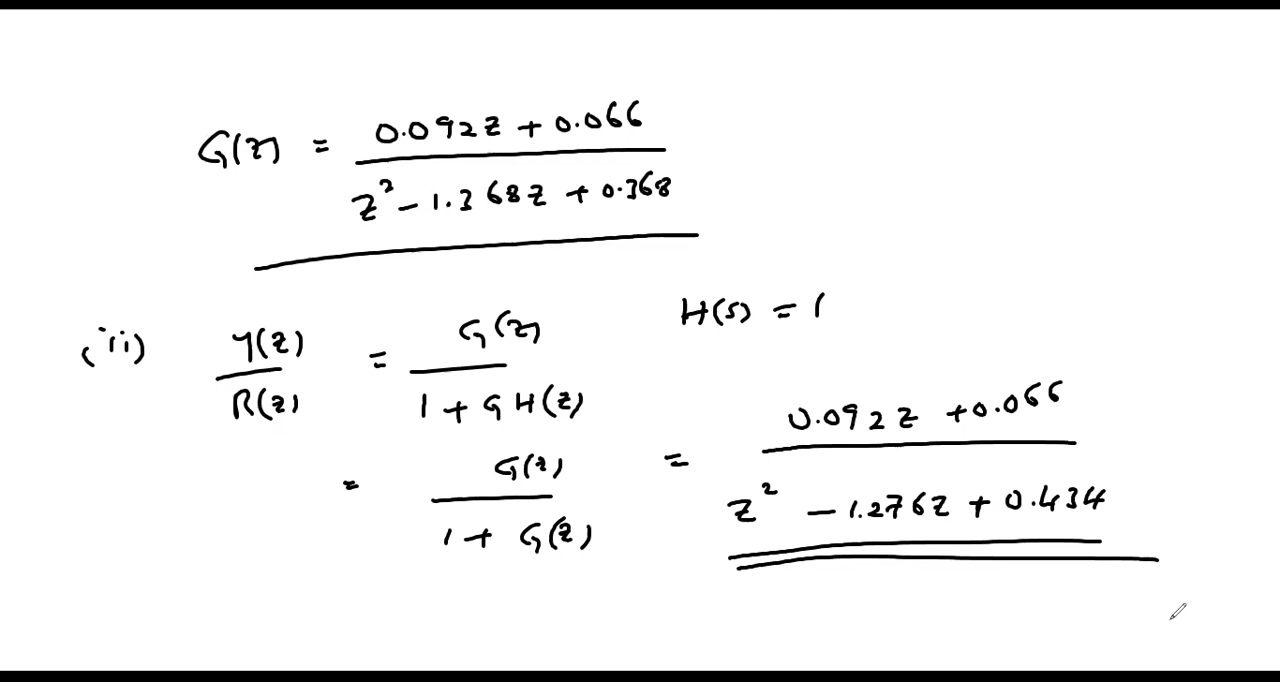 G(z) = 0.092z + 0.066
z² - 1.368z + 0.368
(ii) Y(z) = G(z) H(s) = 1
R(z) 1 + GH(z)
= G(z) = 0.092z + 0.066
1 + G(z) z² - 1.276z + 0.434